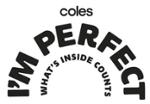 coles
I'M PERFECT
WHAT'S INSIDE COUNTS